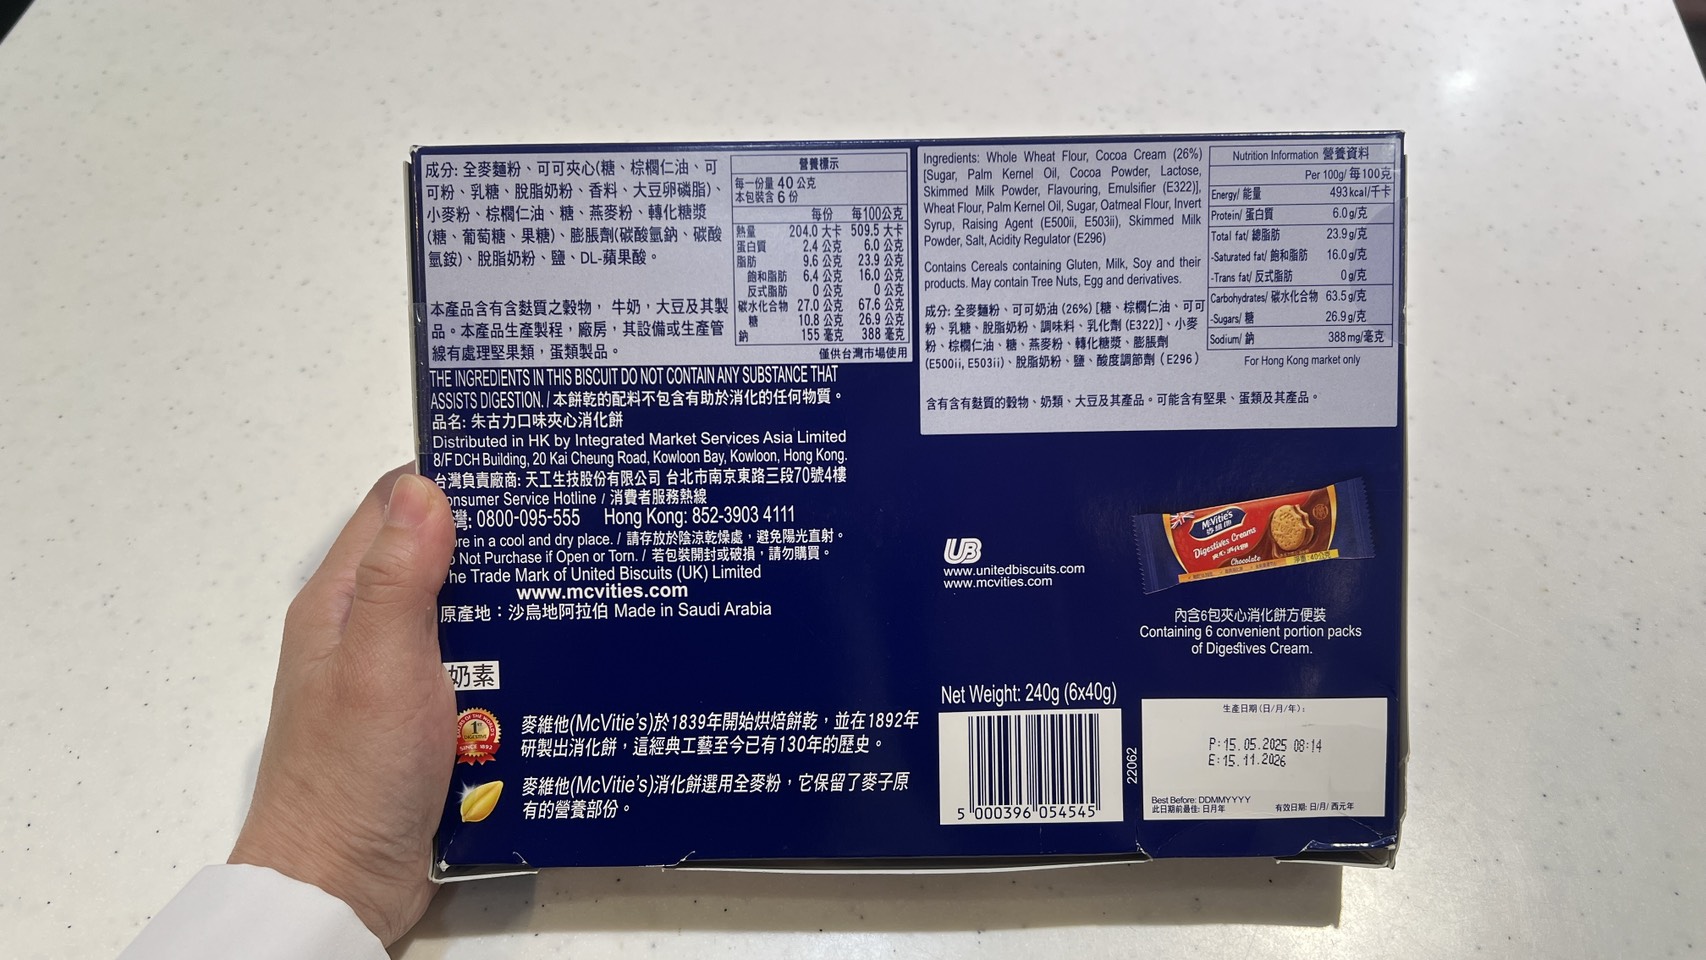 成分: 全麥麵粉、可可夾心(糖、棕櫚仁油、可
可粉、乳糖、脫脂奶粉、香料、大豆卵磷脂)、
小麥粉、棕櫚仁油、糖、燕麥粉、轉化糖漿
(糖、葡萄糖、果糖)、膨脹劑(碳酸氫鈉、碳酸
氫銨)、脫脂奶粉、鹽、DL-蘋果酸。
本產品含有含麩質之穀物，牛奶，大豆及其製
品。本產品生產製程，廠房，其設備或生產管
線有處理堅果類，蛋類製品。
營養標示
每一份量 40 公克
本包裝含 6 份
每份 每100公克
熱量 204.0 大卡 509.5 大卡
蛋白質 2.4 公克 6.0 公克
脂肪 9.6 公克 23.9 公克
飽和脂肪 6.4 公克 16.0 公克
反式脂肪 0 公克 0 公克
碳水化合物 27.0 公克 67.6 公克
糖 10.8 公克 26.9 公克
鈉 155 毫克 388 毫克
僅供台灣市場使用
THE INGREDIENTS IN THIS BISCUIT DO NOT CONTAIN ANY SUBSTANCE THAT
ASSISTS DIGESTION. / 本餅乾的配料不包含有助於消化的任何物質。
品名: 朱古力口味夾心消化餅
Distributed in HK by Integrated Market Services Asia Limited
8/F DCH Building, 20 Kai Cheung Road, Kowloon Bay, Kowloon, Hong Kong.
台灣負責廠商: 天工生技股份有限公司 台北市南京東路三段70號4樓
onsumer Service Hotline / 消費者服務熱線
灣: 0800-095-555 Hong Kong: 852-3903 4111
ore in a cool and dry place. / 請存放於陰涼乾燥處，避免陽光直射。
Not Purchase if Open or Torn. / 若包裝開封或破損，請勿購買。
he Trade Mark of United Biscuits (UK) Limited
www.mcvities.com
原產地：沙烏地阿拉伯 Made in Saudi Arabia
奶素
1st
SINCE 1892
麥維他(McVitie's)於1839年開始烘焙餅乾，並在1892年
研製出消化餅，這經典工藝至今已有130年的歷史。
麥維他(McVitie's)消化餅選用全麥粉，它保留了麥子原
有的營養部份。
Ingredients: Whole Wheat Flour, Cocoa Cream (26%)
[Sugar, Palm Kernel Oil, Cocoa Powder, Lactose,
Skimmed Milk Powder, Flavouring, Emulsifier (E322)],
Wheat Flour, Palm Kernel Oil, Sugar, Oatmeal Flour, Invert
Syrup, Raising Agent (E500ii, E503ii), Skimmed Milk
Powder, Salt, Acidity Regulator (E296)
Contains Cereals containing Gluten, Milk, Soy and their
products. May contain Tree Nuts, Egg and derivatives.
成分: 全麥麵粉、可可奶油 (26%) [糖、棕櫚仁油、可可
粉、乳糖、脫脂奶粉、調味料、乳化劑 (E322)]、小麥
粉、棕櫚仁油、糖、燕麥粉、轉化糖漿、膨脹劑
(E500ii, E503ii)、脫脂奶粉、鹽、酸度調節劑 (E296)
含有含有麩質的穀物、奶類、大豆及其產品。可能含有堅果、蛋類及其產品。
Nutrition Information 營養資料
Per 100g/ 每100克
Energy/ 能量 493 kcal/千卡
Protein/ 蛋白質 6.0 g/克
Total fat/ 總脂肪 23.9 g/克
-Saturated fat/ 飽和脂肪 16.0 g/克
-Trans fat/ 反式脂肪 0 g/克
Carbohydrates/ 碳水化合物 63.5 g/克
-Sugars/ 糖 26.9 g/克
Sodium/ 鈉 388 mg/毫克
For Hong Kong market only
UB
www.unitedbiscuits.com
www.mcvities.com
McVitie's
麥維他
Digestives Creams
Chocolate
內含6包夾心消化餅方便裝
Containing 6 convenient portion packs
of Digestives Cream.
Net Weight: 240g (6x40g)
5 000396 054545
22062
生產日期 (日/月/年):
P:15.05.2025 08:14
E:15.11.2026
Best Before: DDMMYYYY
此日期前最佳: 日月年
有效日期: 日/月/ 西元年